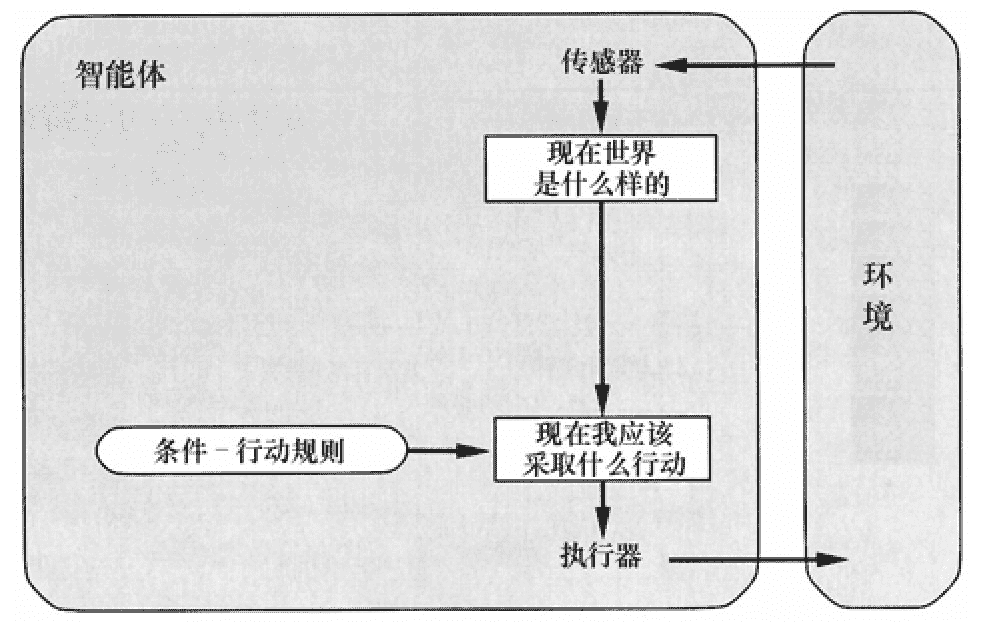 智能体
传感器
现在世界
是什么样的
环
境
条件-行动规则
现在我应该
采取什么行动
执行器